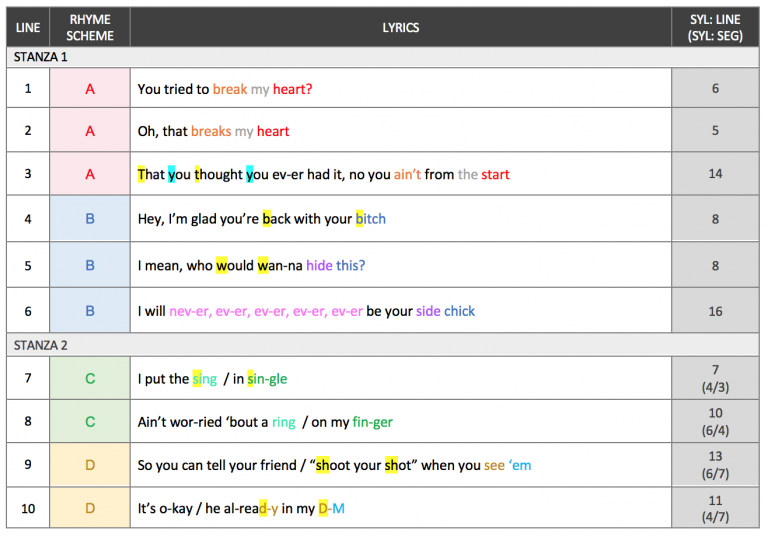 LINE RHYME SCHEME LYRICS SYL: LINE (SYL: SEG)
STANZA 1
1 A You tried to break my heart? 6
2 A Oh, that breaks my heart 5
3 A That you thought you ev-er had it, no you ain't from the start 14
4 B Hey, I'm glad you're back with your bitch 8
5 B I mean, who would wan-na hide this? 8
6 B I will nev-er, ev-er, ev-er, ev-er, ev-er be your side chick 16
STANZA 2
7 C I put the sing / in sin-gle 7 (4/3)
8 C Ain't wor-ried 'bout a ring / on my fin-ger 10 (6/4)
9 D So you can tell your friend / "shoot your shot" when you see 'em 13 (6/7)
10 D It's o-kay / he al-read-y in my D-M 11 (4/7)